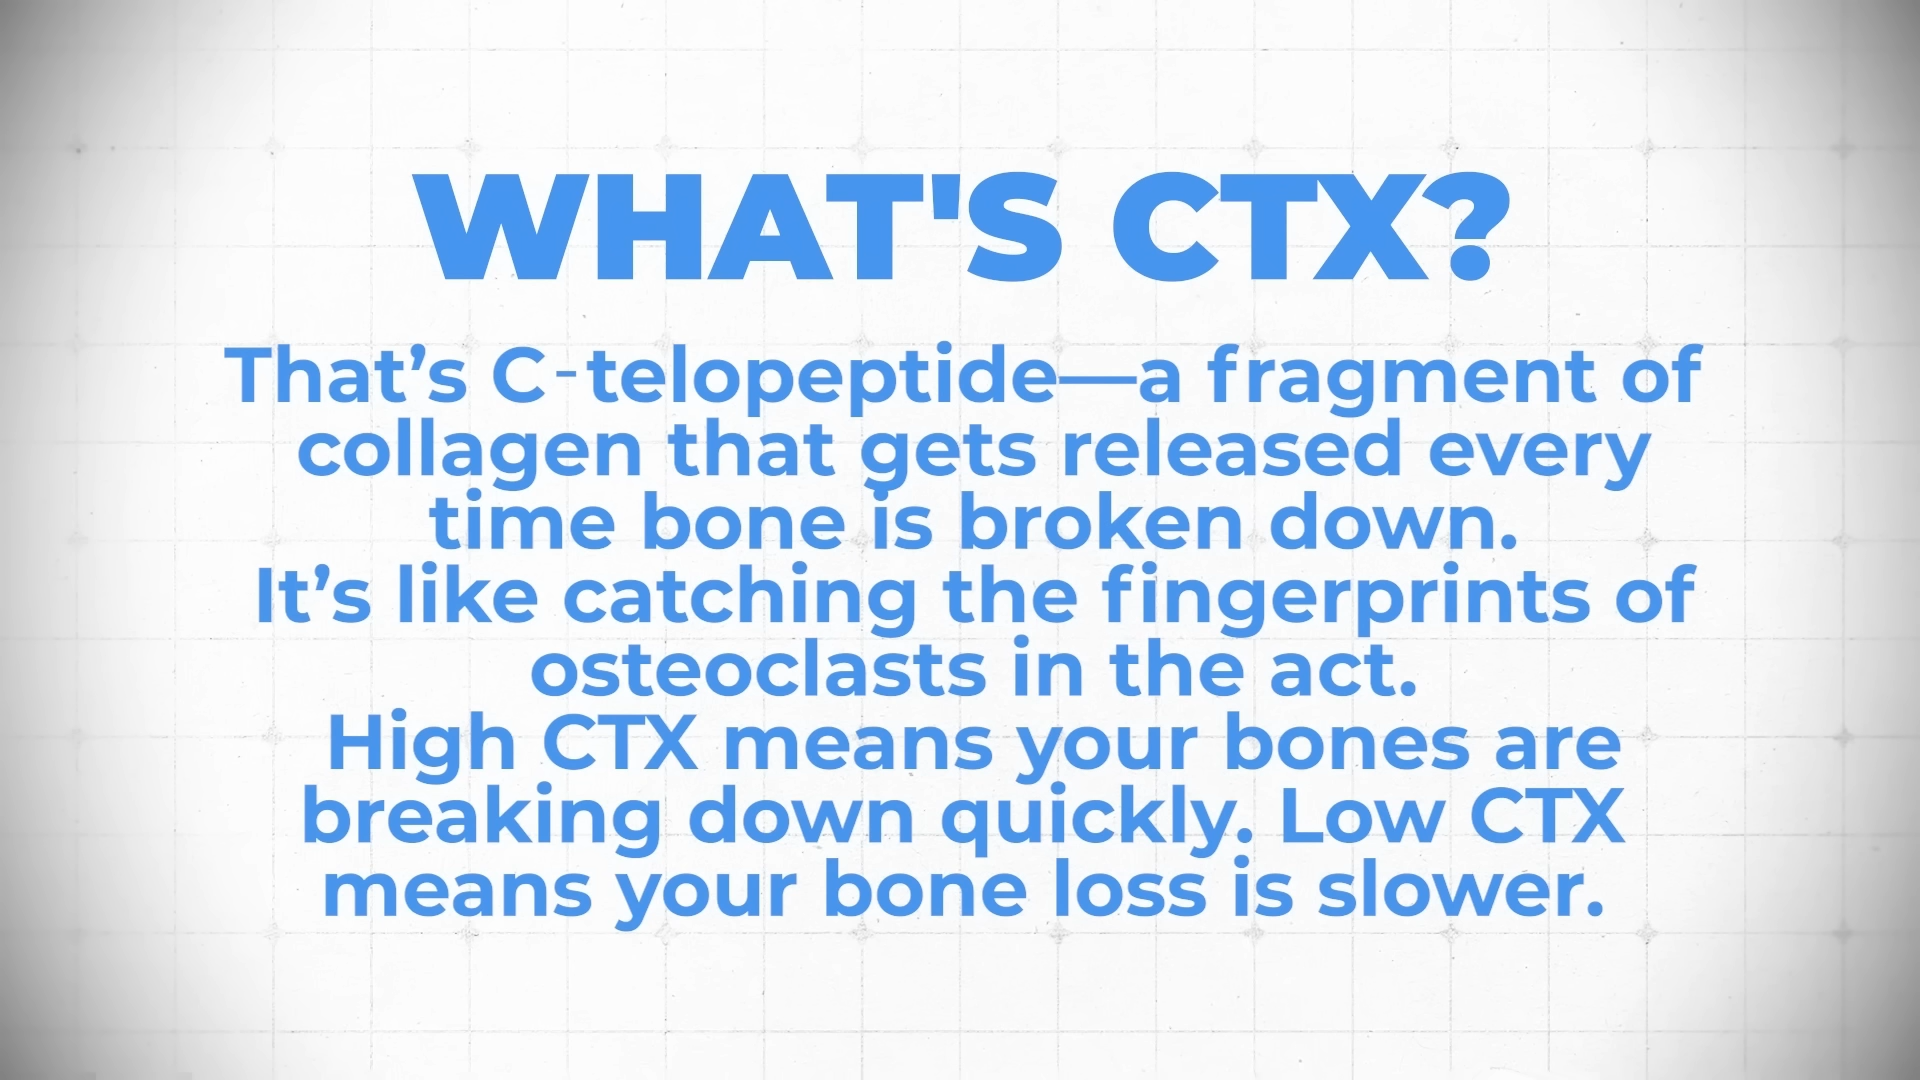 WHAT'S CTX?
That’s C-telopeptide—a fragment of
collagen that gets released every
time bone is broken down.
It’s like catching the fingerprints of
osteoclasts in the act.
High CTX means your bones are
breaking down quickly. Low CTX
means your bone loss is slower.